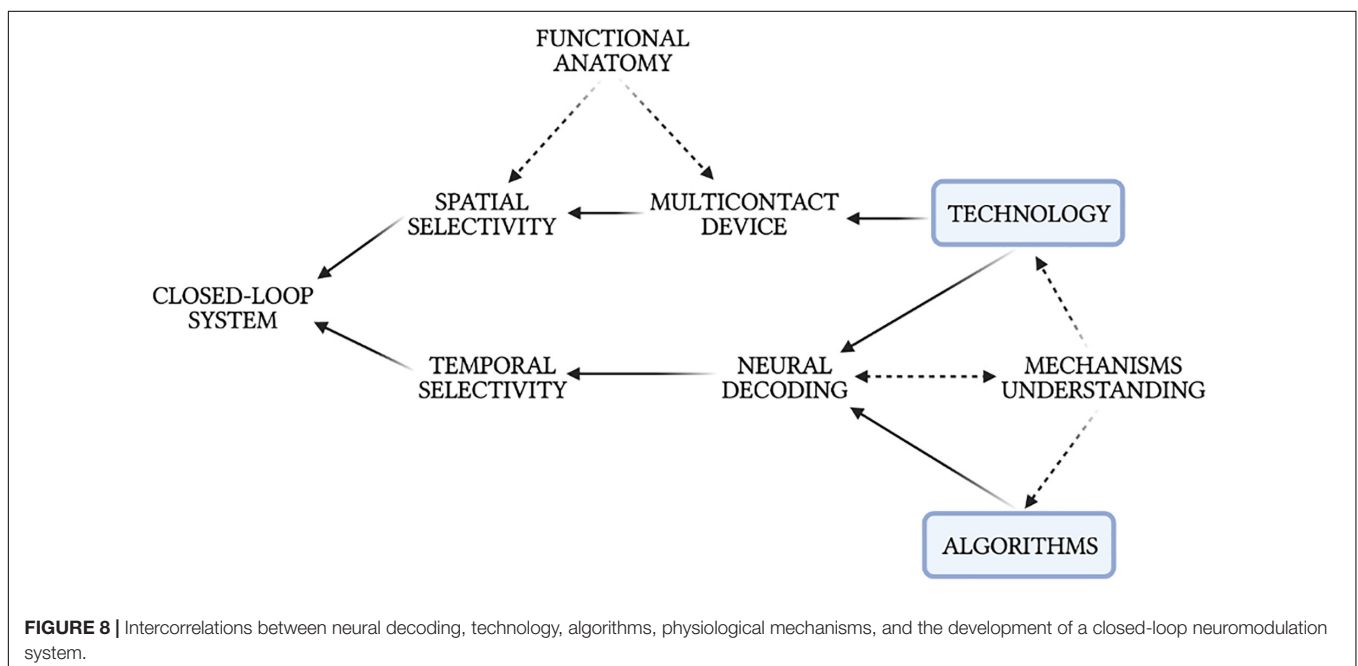 FUNCTIONAL
ANATOMY
SPATIAL
SELECTIVITY
MULTICONTACT
DEVICE
TECHNOLOGY
CLOSED-LOOP
SYSTEM
TEMPORAL
SELECTIVITY
NEURAL
DECODING
MECHANISMS
UNDERSTANDING
ALGORITHMS
FIGURE 8 | Intercorrelations between neural decoding, technology, algorithms, physiological mechanisms, and the development of a closed-loop neuromodulation
system.